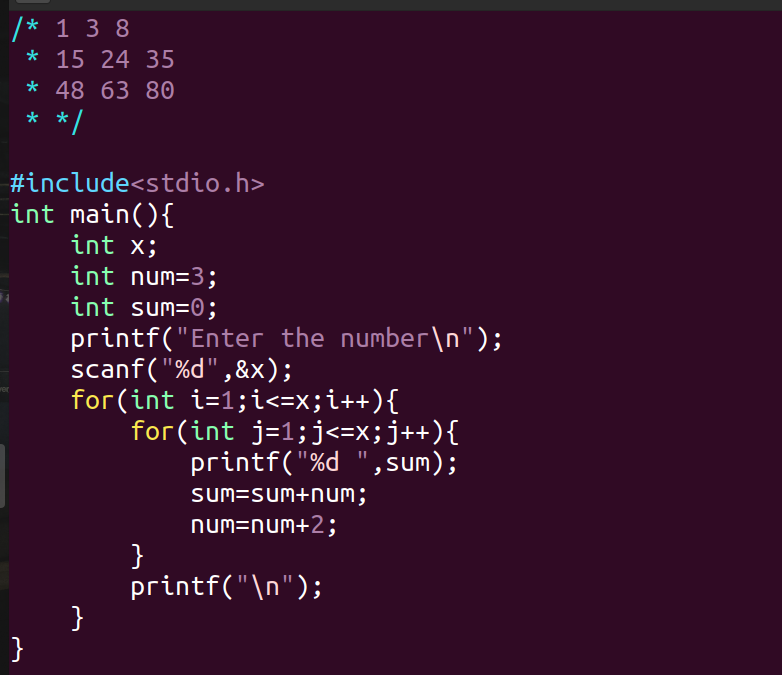 /* 1 3 8
 * 15 24 35
 * 48 63 80
 * */

#include<stdio.h>
int main(){
    int x;
    int num=3;
    int sum=0;
    printf("Enter the number\n");
    scanf("%d",&x);
    for(int i=1;i<=x;i++){
        for(int j=1;j<=x;j++){
            printf("%d ",sum);
            sum=sum+num;
            num=num+2;
        }
        printf("\n");
    }
}